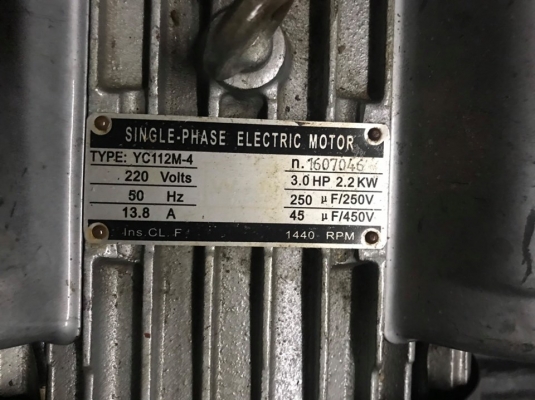 SINGLE-PHASE ELECTRIC MOTOR
TYPE: YC112M-4 n. 1607046
220 Volts 3.0 HP 2.2 KW
50 Hz 250 µF/250V
13.8 A 45 µF/450V
Ins. CL. F 1440 RPM